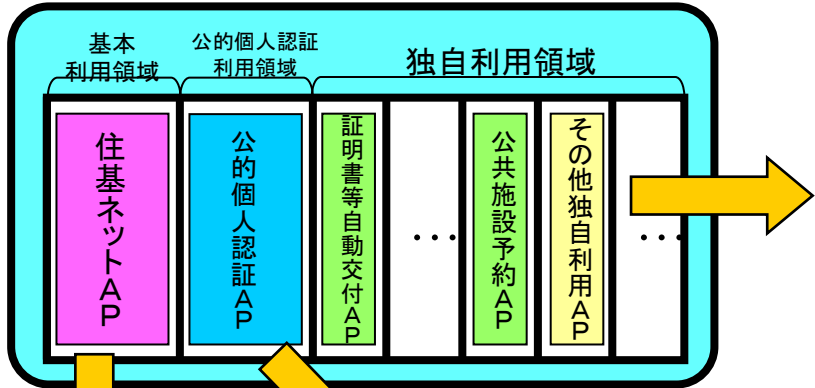 基本
利用領域
公的個人認証
利用領域
独自利用領域
住基ネットAP
公的個人認証AP
証明書等自動交付AP
･･･
公共施設予約AP
その他独自利用AP
･･･